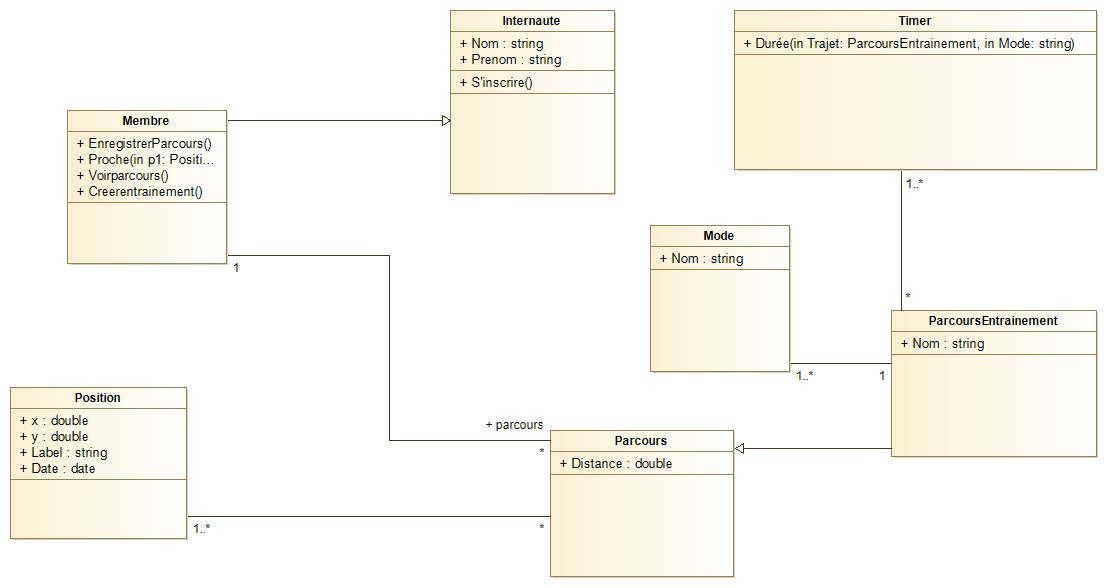 Internaute
+ Nom : string
+ Prenom : string
+ S'inscrire()
Timer
+ Durée(in Trajet: ParcoursEntrainement, in Mode: string)
1..*
*
Membre
+ EnregistrerParcours()
+ Proche(in p1: Positi...
+ Voirparcours()
+ Creerentrainement()
1
Mode
+ Nom : string
1..*
1
ParcoursEntrainement
+ Nom : string
Position
+ x : double
+ y : double
+ Label : string
+ Date : date
1..*
*
+ parcours
*
Parcours
+ Distance : double